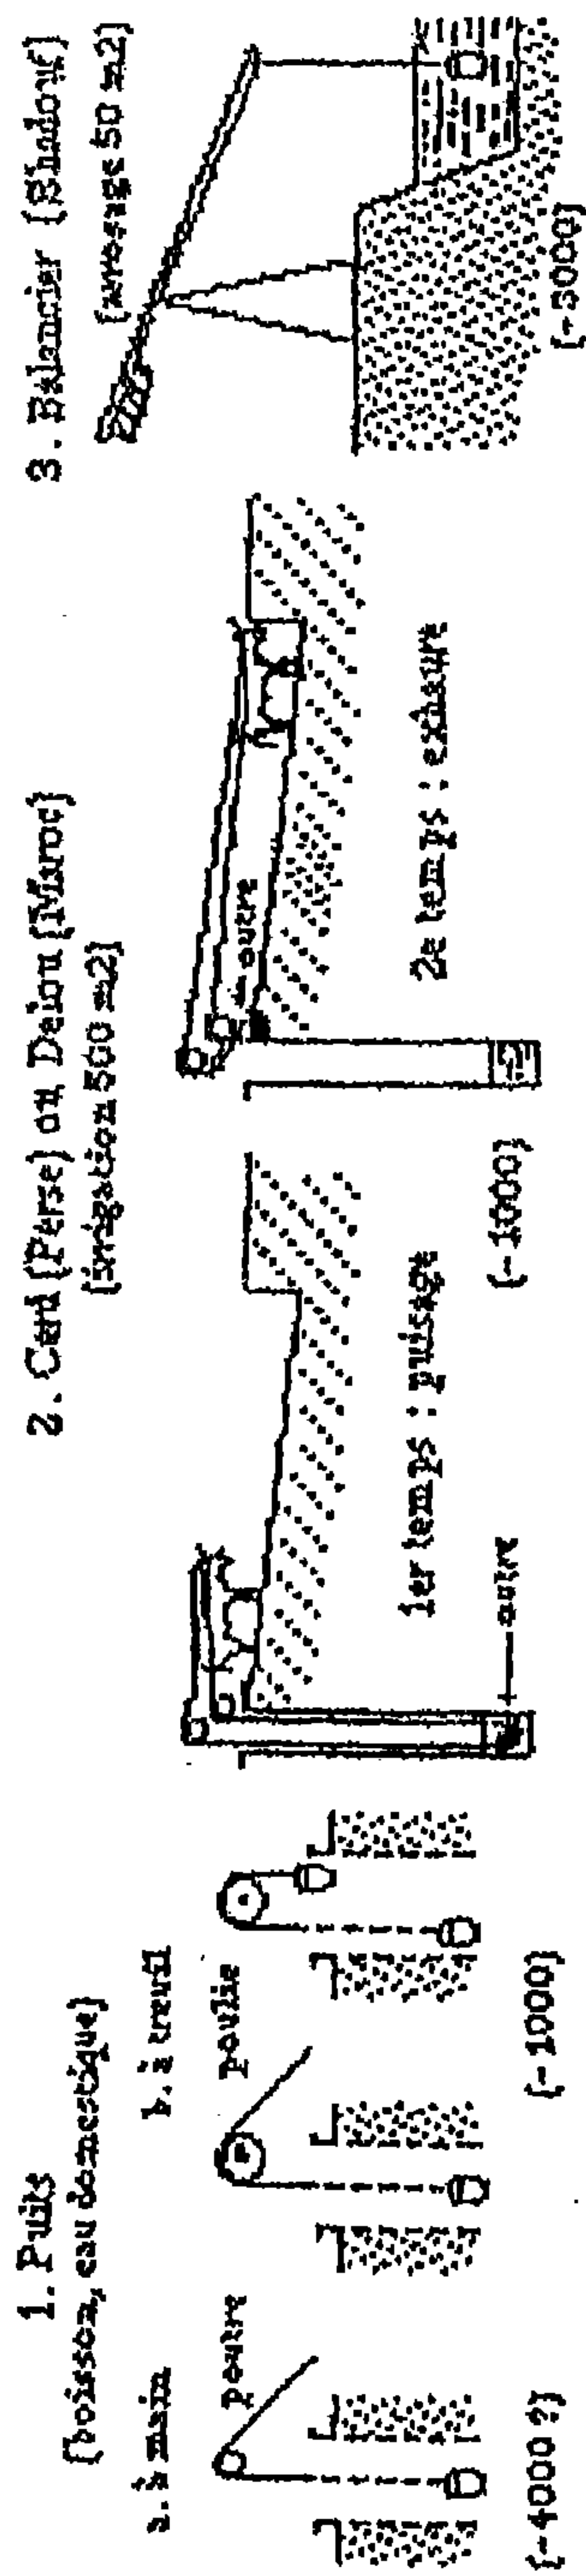 1. Puits
(boisson, eau domestique)
a. à main
b. à treuil
poutre
poulie
(-4000 ?)
(-1000)
2. Cerd (Perse) ou Delou (Maroc)
(irrigation 500 m2)
outre
1er temps : puisage
outre
2e temps : exhaure
(-1000)
3. Balancier (Shadouf)
(arrosage 50 m2)
(-3000)